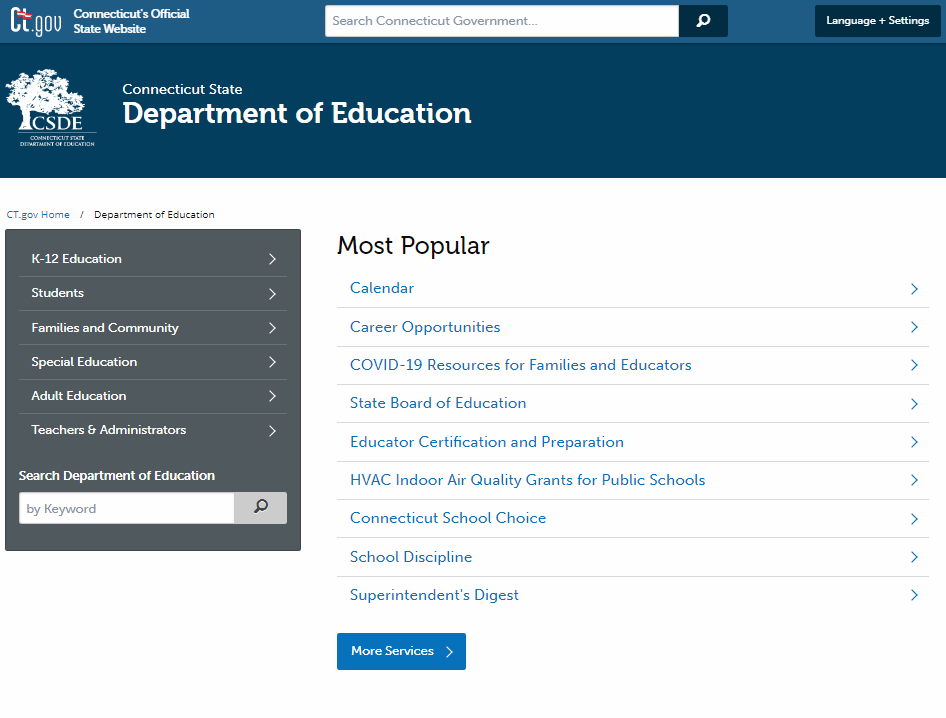 Ct.gov
Connecticut's Official
State Website
Search Connecticut Government...
Language + Settings
CSDE
CONNECTICUT STATE
DEPARTMENT OF EDUCATION
Connecticut State
Department of Education
CT.gov Home / Department of Education
K-12 Education
Students
Families and Community
Special Education
Adult Education
Teachers & Administrators
Search Department of Education
by Keyword
Most Popular
Calendar
Career Opportunities
COVID-19 Resources for Families and Educators
State Board of Education
Educator Certification and Preparation
HVAC Indoor Air Quality Grants for Public Schools
Connecticut School Choice
School Discipline
Superintendent's Digest
More Services